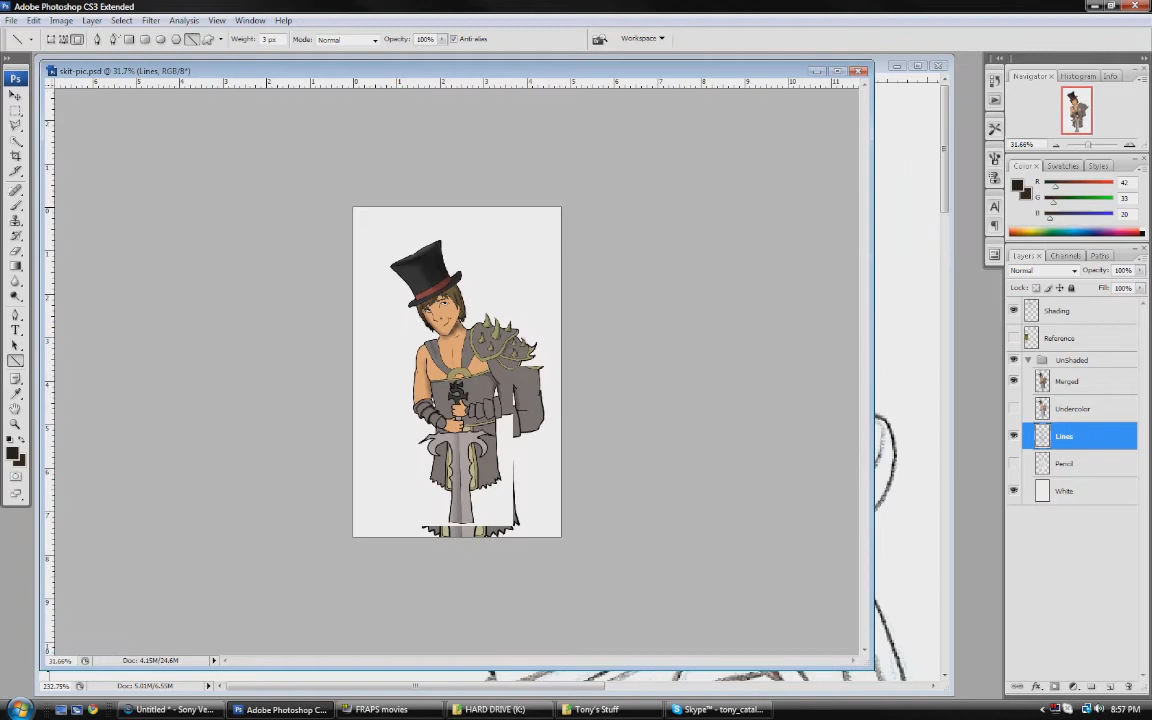 Adobe Photoshop CS3 Extended
File Edit Image Layer Select Filter Analysis View Window Help
Weight: 3 px Mode: Normal Opacity: 100% Anti-alias Workspace
skit-pic.psd @ 31.7% (Lines, RGB/8*)
Navigator Histogram Info
31.66%
Color Swatches Styles
R 42
G 33
B 20
Layers Channels Paths
Normal Opacity: 100%
Lock: Fill: 100%
Shading
Reference
UnShaded
Merged
Undercolor
Lines
Pencil
White
31.66% Doc: 4.15M/24.6M
232.75% Doc: 5.01M/6.55M
Untitled * - Sony Ve... Adobe Photoshop C... FRAPS movies HARD DRIVE (K:) Tony's Stuff Skype™ - tony_catal... 8:57 PM